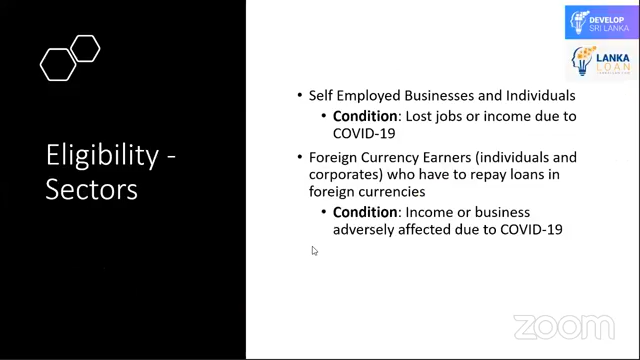 DEVELOP
SRI LANKA
LANKA
LOAN
Eligibility -
Sectors
• Self Employed Businesses and Individuals
• Condition: Lost jobs or income due to
COVID-19
• Foreign Currency Earners (individuals and
corporates) who have to repay loans in
foreign currencies
• Condition: Income or business
adversely affected due to COVID-19
zoom